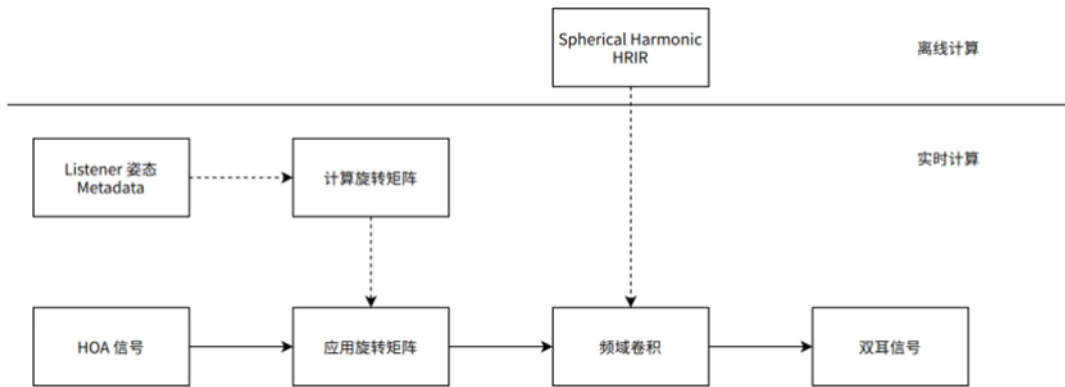 Spherical Harmonic
HRIR
离线计算
Listener 姿态
Metadata
计算旋转矩阵
实时计算
HOA 信号
应用旋转矩阵
频域卷积
双耳信号